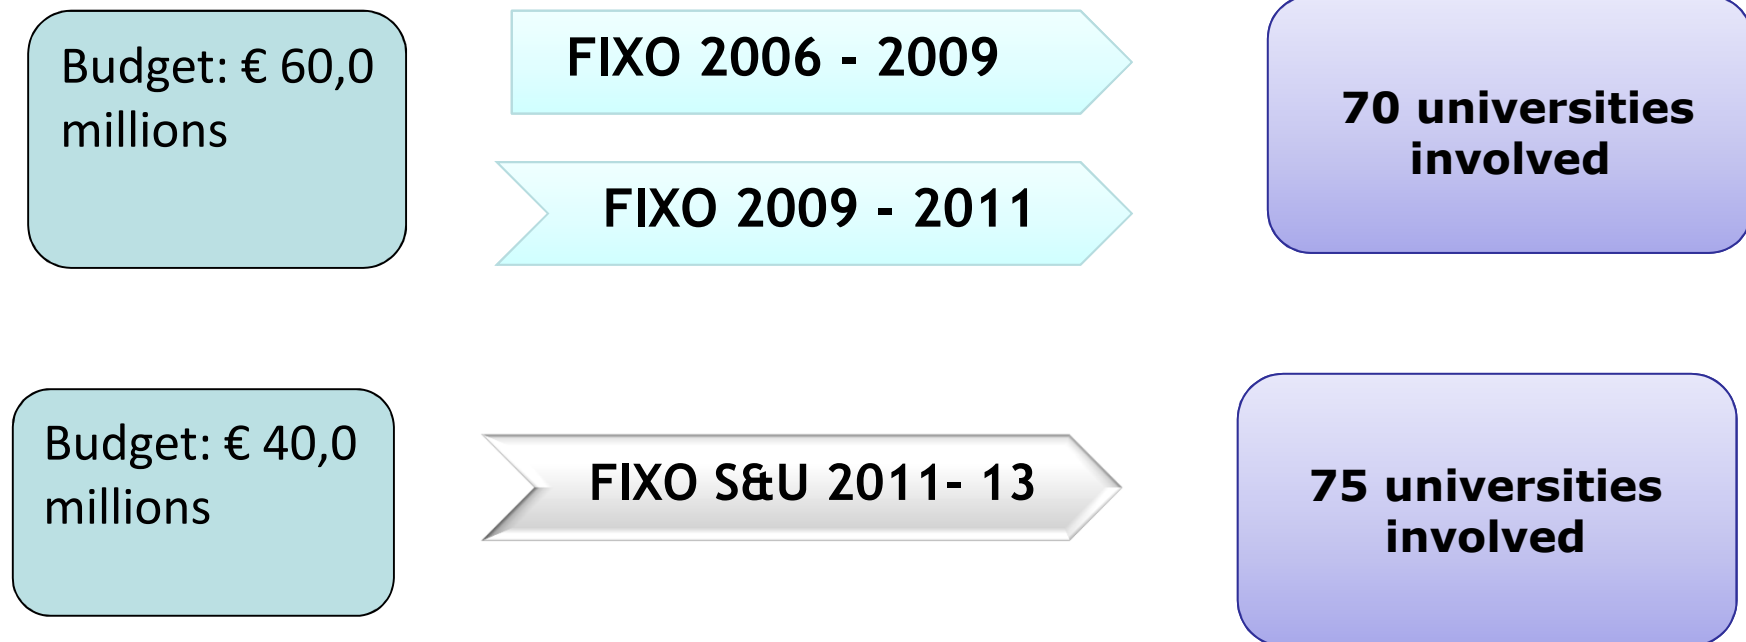 Budget: € 60,0
millions
FIXO 2006 - 2009
FIXO 2009 - 2011
70 universities
involved
Budget: € 40,0
millions
FIXO S&U 2011- 13
75 universities
involved